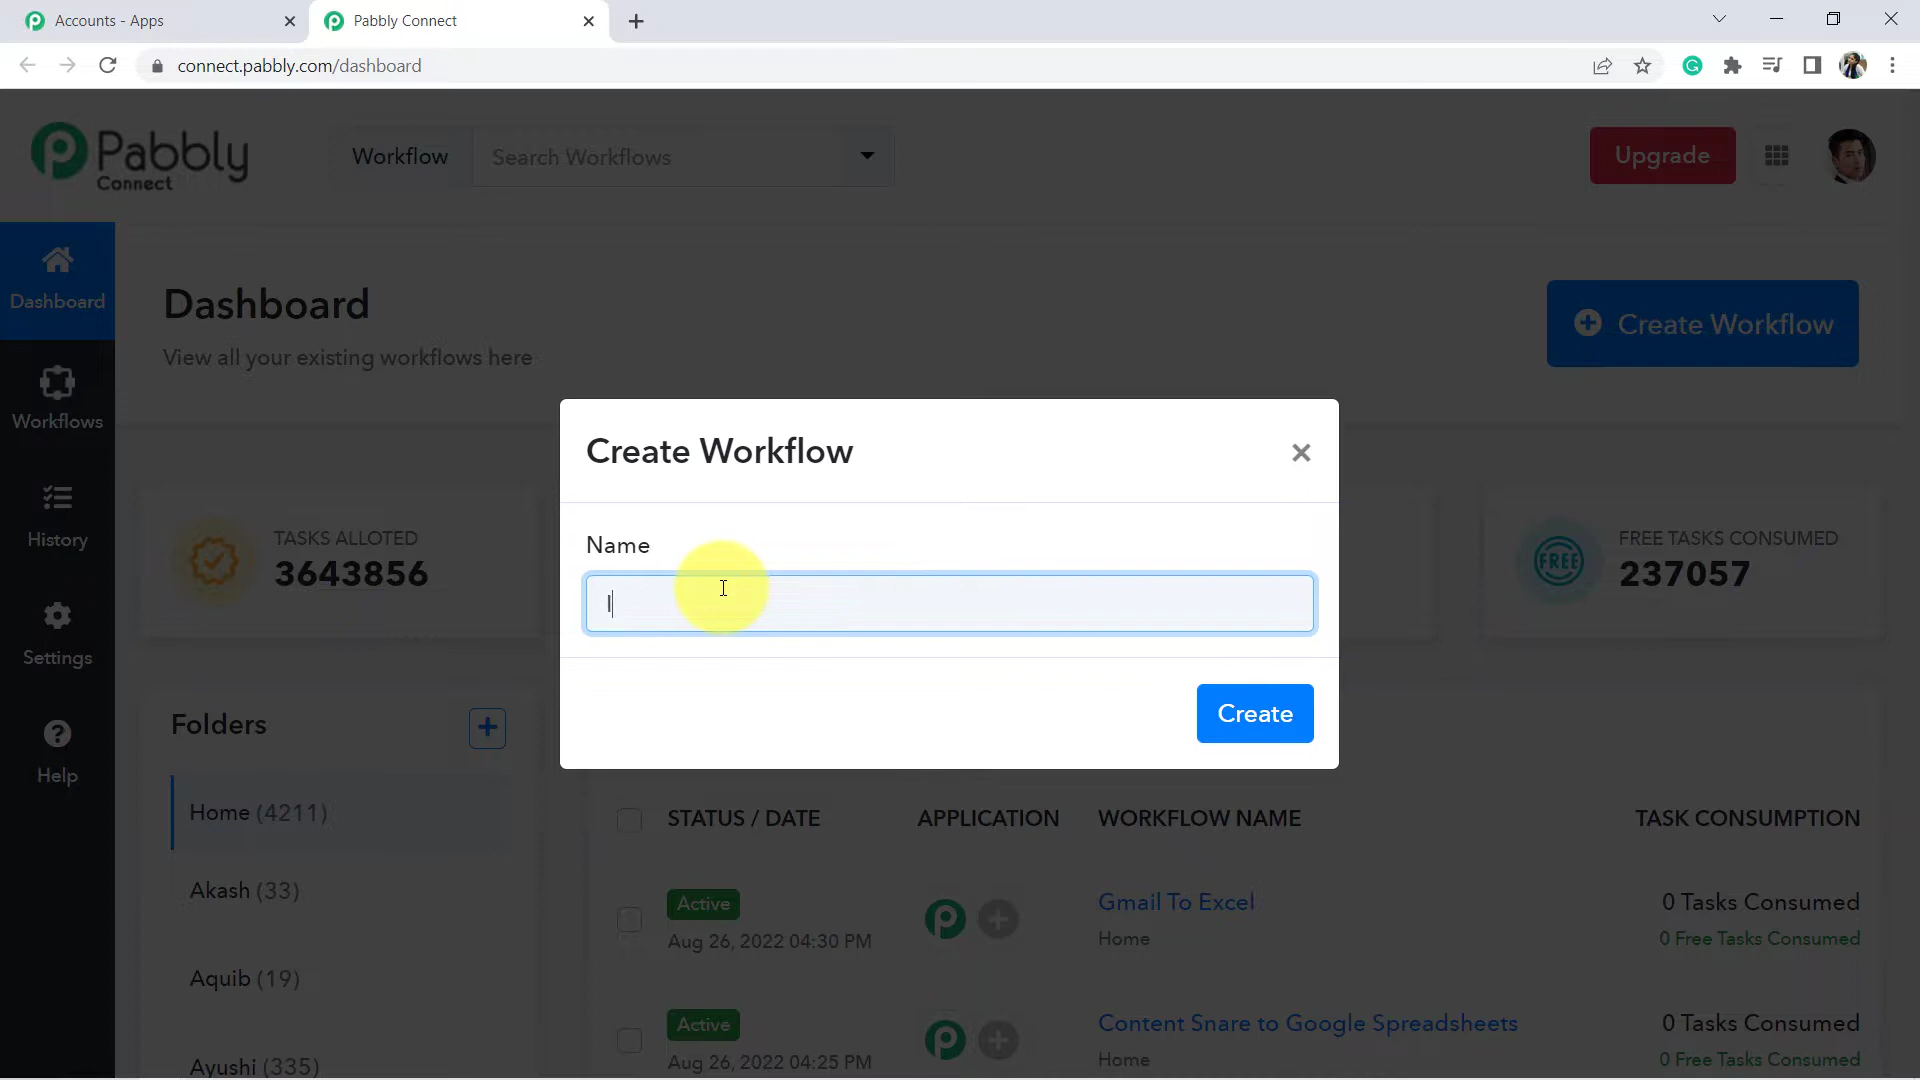 Accounts - Apps
Pabbly Connect
connect.pabbly.com/dashboard
Pabbly
Connect
Workflow
Search Workflows
Upgrade
Dashboard
Workflows
History
Settings
Help
Dashboard
View all your existing workflows here
Create Workflow
TASKS ALLOTED
3643856
FREE
FREE TASKS CONSUMED
237057
Create Workflow
Name
I
Create
Folders
Home (4211)
Akash (33)
Aquib (19)
Ayushi (335)
STATUS / DATE APPLICATION WORKFLOW NAME TASK CONSUMPTION
Active
Aug 26, 2022 04:30 PM
Gmail To Excel
Home
0 Tasks Consumed
0 Free Tasks Consumed
Active
Aug 26, 2022 04:25 PM
Content Snare to Google Spreadsheets
Home
0 Tasks Consumed
0 Free Tasks Consumed